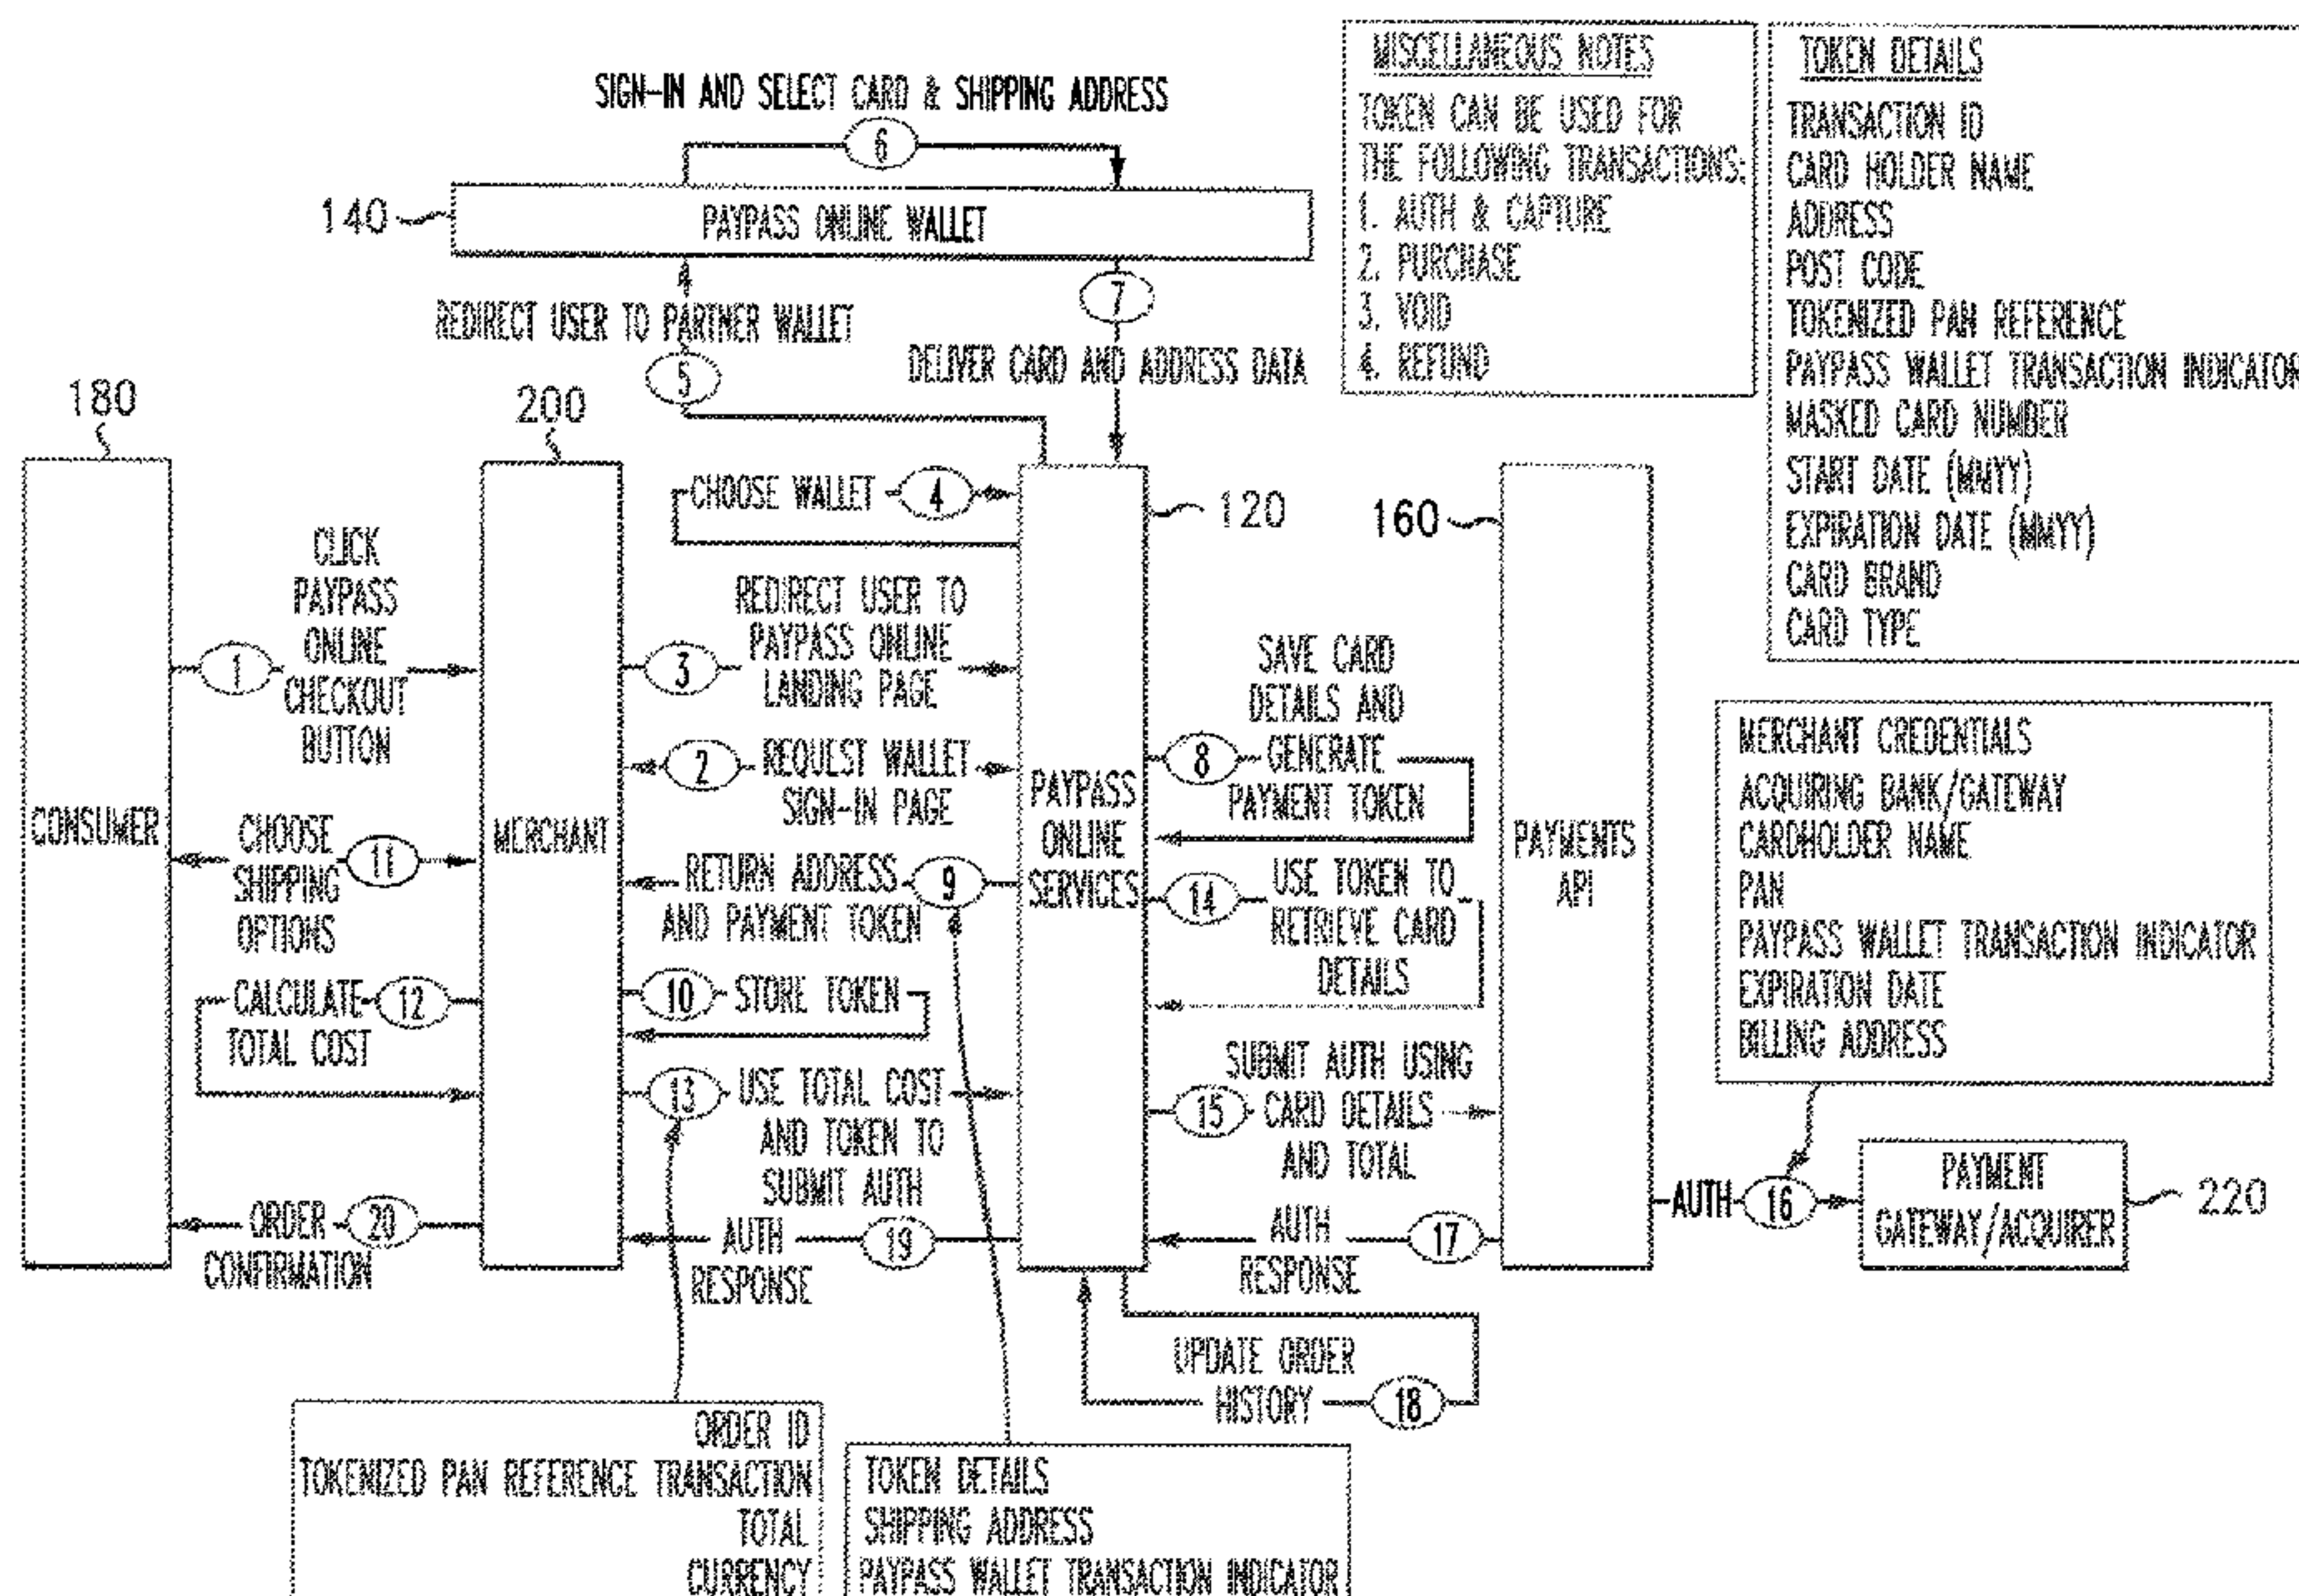 SIGN-IN AND SELECT CARD & SHIPPING ADDRESS
6
140
PAYPASS ONLINE WALLET
REDIRECT USER TO PARTNER WALLET
5
7
DELIVER CARD AND ADDRESS DATA
MISCELLANEOUS NOTES
TOKEN CAN BE USED FOR
THE FOLLOWING TRANSACTIONS:
1. AUTH & CAPTURE
2. PURCHASE
3. VOID
4. REFUND
TOKEN DETAILS
TRANSACTION ID
CARD HOLDER NAME
ADDRESS
POST CODE
TOKENIZED PAN REFERENCE
PAYPASS WALLET TRANSACTION INDICATOR
MASKED CARD NUMBER
START DATE (MMYY)
EXPIRATION DATE (MMYY)
CARD BRAND
CARD TYPE
180
200
120
160
CONSUMER
MERCHANT
PAYPASS
ONLINE
SERVICES
PAYMENTS
API
1
CLICK
PAYPASS
ONLINE
CHECKOUT
BUTTON
CHOOSE
SHIPPING
OPTIONS
11
CALCULATE
TOTAL COST
12
ORDER
CONFIRMATION
20
CHOOSE WALLET
4
3
REDIRECT USER TO
PAYPASS ONLINE
LANDING PAGE
2
REQUEST WALLET
SIGN-IN PAGE
RETURN ADDRESS
AND PAYMENT TOKEN
9
10
STORE TOKEN
13
USE TOTAL COST
AND TOKEN TO
SUBMIT AUTH
AUTH
RESPONSE
19
8
SAVE CARD
DETAILS AND
GENERATE
PAYMENT TOKEN
14
USE TOKEN TO
RETRIEVE CARD
DETAILS
15
SUBMIT AUTH USING
CARD DETAILS
AND TOTAL
AUTH
RESPONSE
17
UPDATE ORDER
HISTORY
18
MERCHANT CREDENTIALS
ACQUIRING BANK/GATEWAY
CARDHOLDER NAME
PAN
PAYPASS WALLET TRANSACTION INDICATOR
EXPIRATION DATE
BILLING ADDRESS
AUTH
16
PAYMENT
GATEWAY/ACQUIRER
220
ORDER ID
TOKENIZED PAN REFERENCE TRANSACTION
TOTAL
CURRENCY
TOKEN DETAILS
SHIPPING ADDRESS
PAYPASS WALLET TRANSACTION INDICATOR